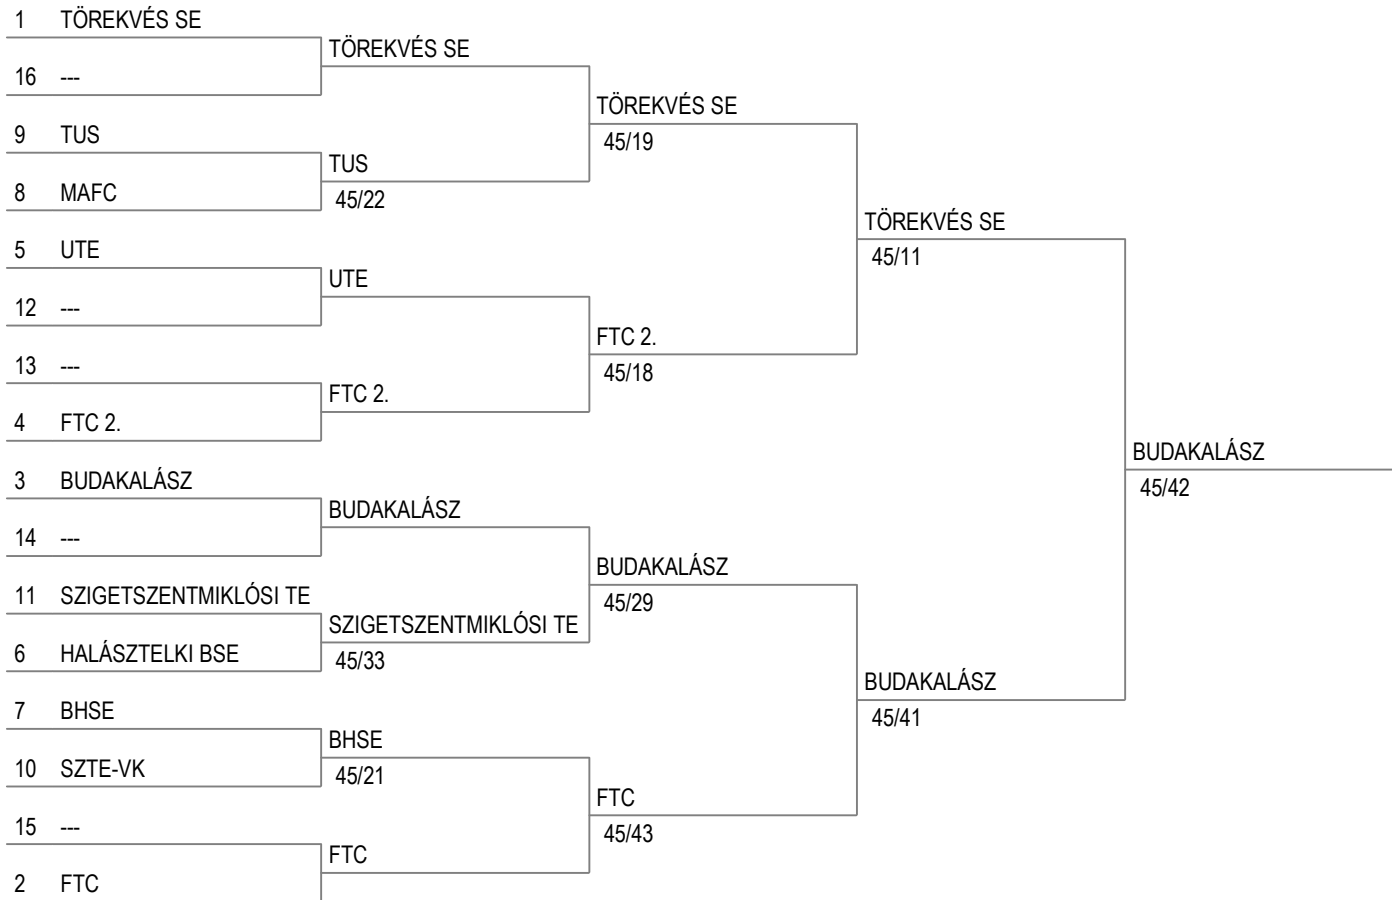 1 TÖREKVÉS SE
TÖREKVÉS SE
16 ---
TÖREKVÉS SE
45/19
9 TUS
TUS
45/22
8 MAFC
TÖREKVÉS SE
45/11
5 UTE
UTE
12 ---
FTC 2.
45/18
13 ---
FTC 2.
4 FTC 2.
BUDAKALÁSZ
45/42
3 BUDAKALÁSZ
BUDAKALÁSZ
14 ---
BUDAKALÁSZ
45/29
11 SZIGETSZENTMIKLÓSI TE
SZIGETSZENTMIKLÓSI TE
45/33
6 HALÁSZTELKI BSE
BUDAKALÁSZ
45/41
7 BHSE
BHSE
45/21
10 SZTE-VK
FTC
45/43
15 ---
FTC
2 FTC